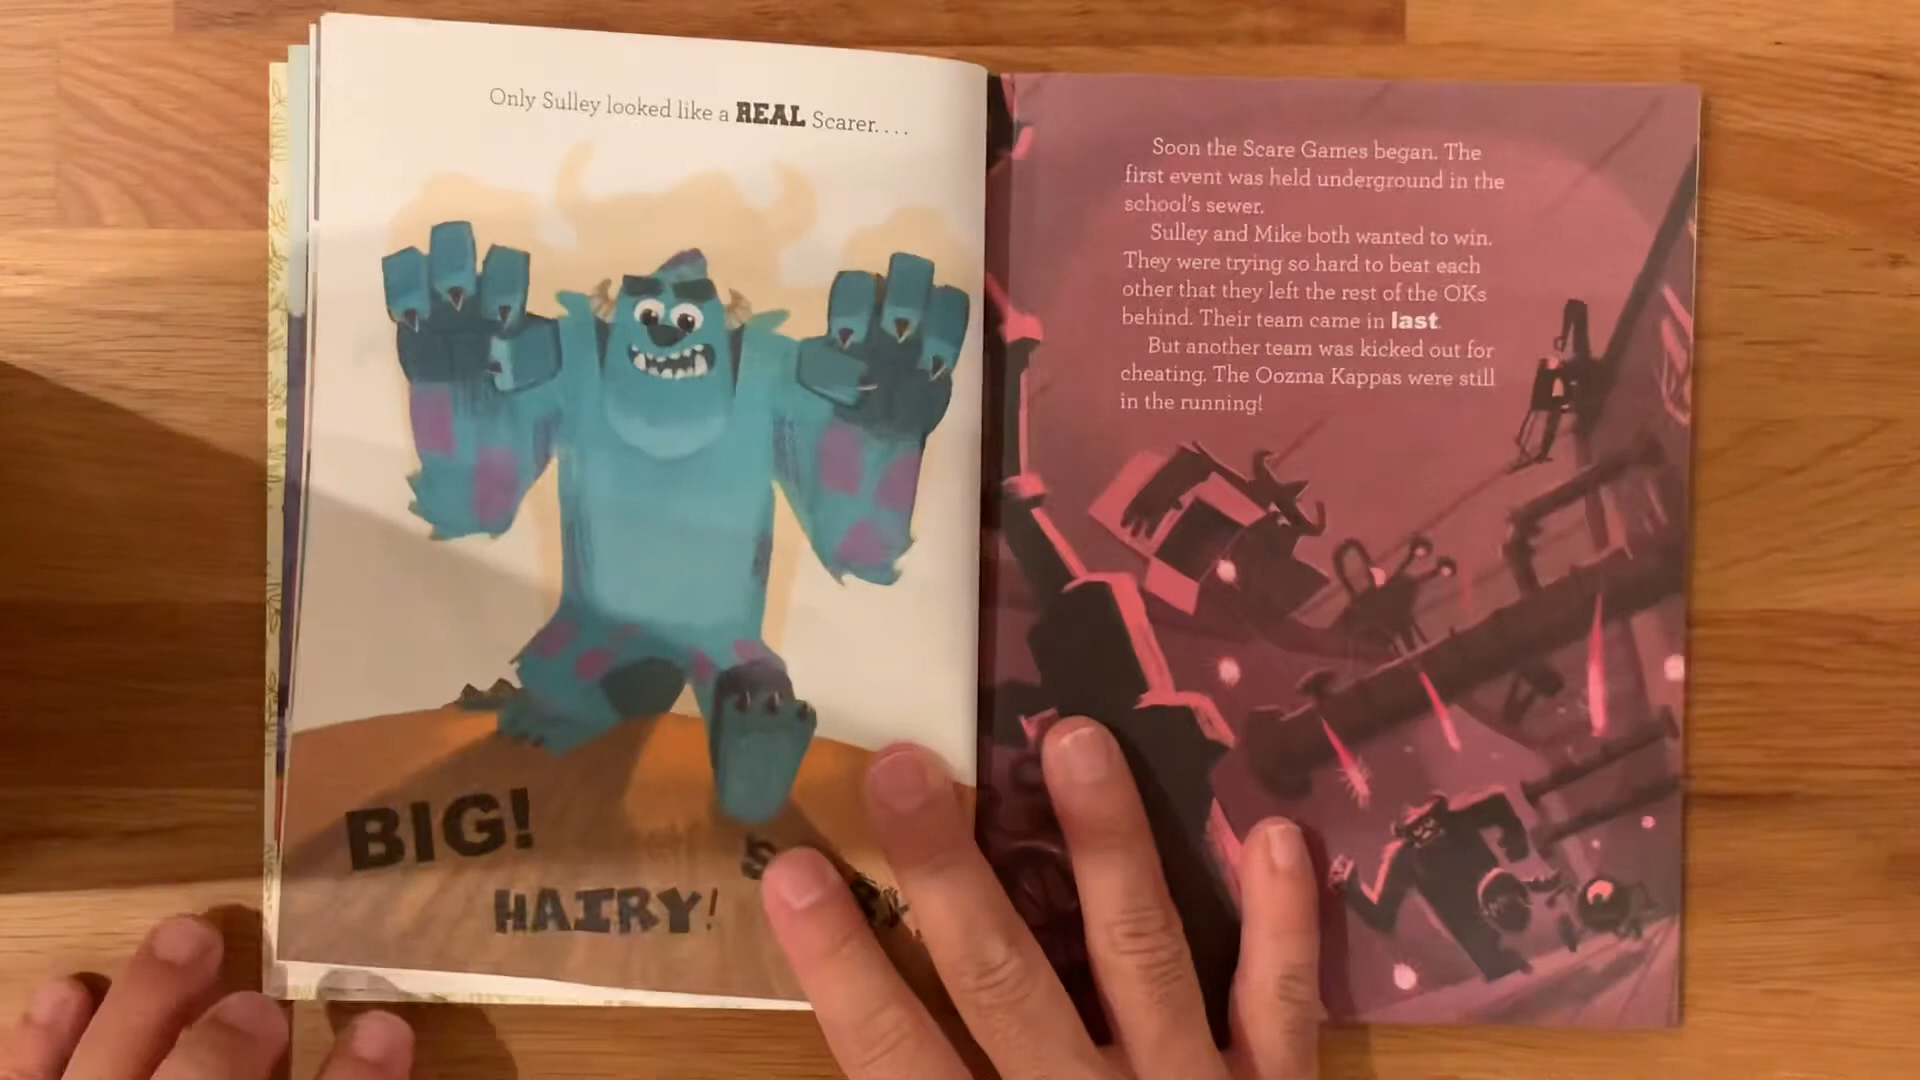 Only Sulley looked like a REAL Scarer. . . .
BIG!
HAIRY!
Soon the Scare Games began. The
first event was held underground in the
school's sewer.
Sulley and Mike both wanted to win.
They were trying so hard to beat each
other that they left the rest of the OKs
behind. Their team came in last.
But another team was kicked out for
cheating. The Oozma Kappas were still
in the running!